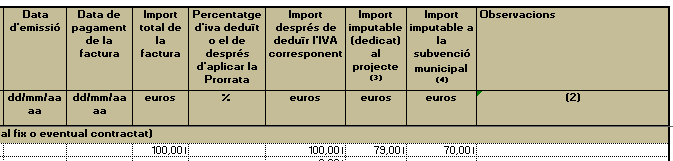 Data d'emissió
Data de pagament de la factura
Import total de la factura
Percentatge d'iva deduït o el de després d'aplicar la Prorrata
Import després de deduïr l'IVA corresponent
Import imputable (dedicat) al projecte (3)
Import imputable a la subvenció municipal (4)
Observacions
dd/mm/aa aa
dd/mm/aa aa
euros
%
euros
euros
euros
(2)
al fix o eventual contractat)
100,00
100,00
79,00
70,00